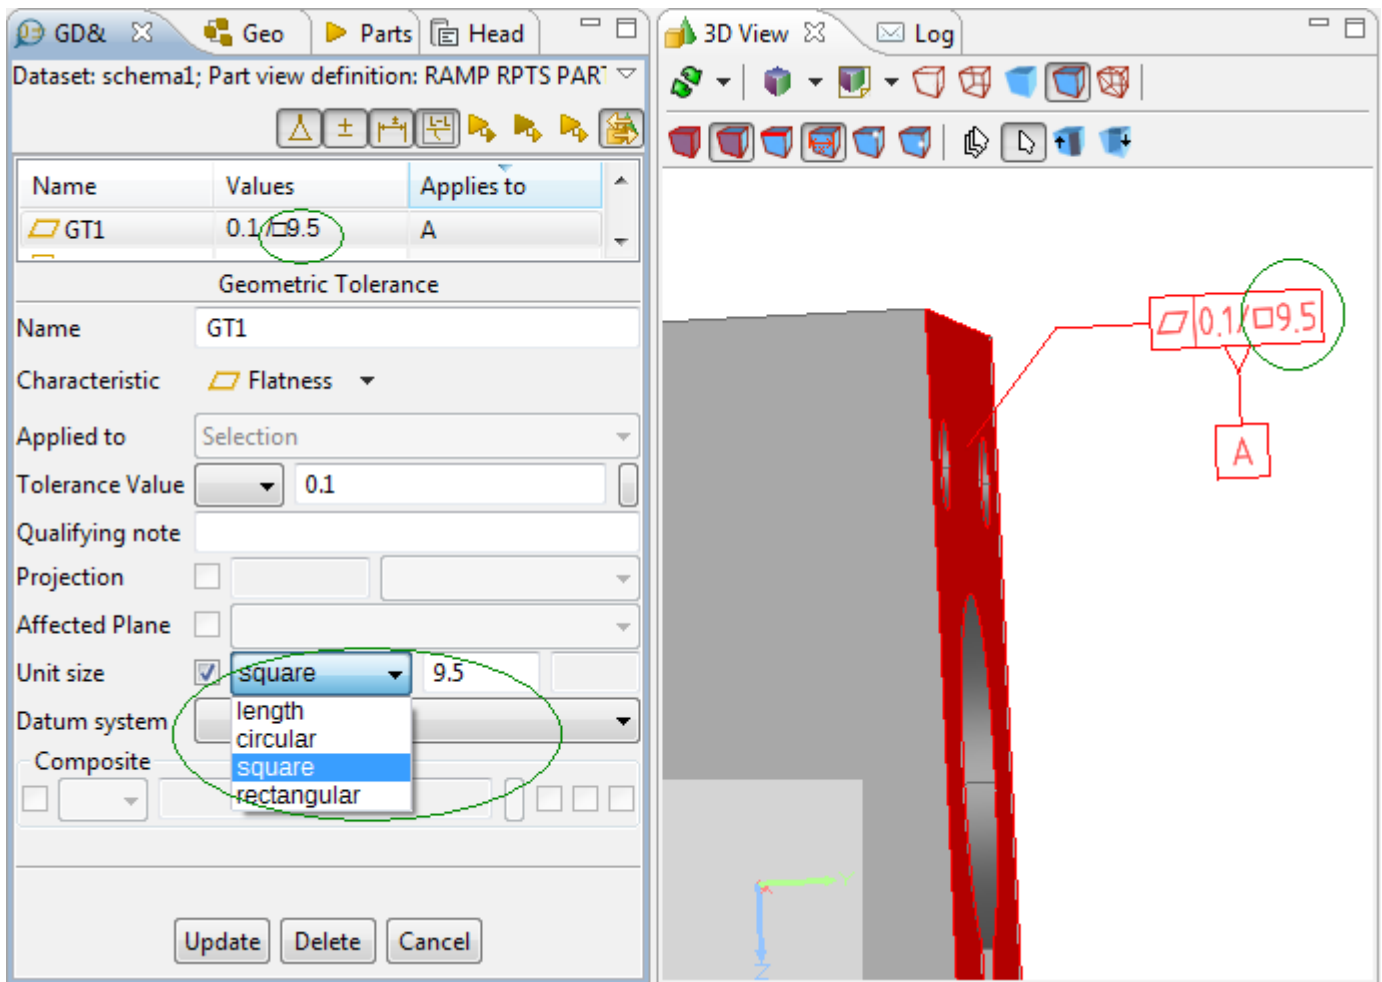 GD& Geo Parts Head
Dataset: schema1; Part view definition: RAMP RPTS PAR
Name Values Applies to
GT1 0.1/□9.5 A
Geometric Tolerance
Name GT1
Characteristic Flatness
Applied to Selection
Tolerance Value 0.1
Qualifying note
Projection
Affected Plane
Unit size square 9.5
length
Datum system
circular
Composite
square
rectangular
Update Delete Cancel
3D View Log
0.1/□9.5
A
Y
Z